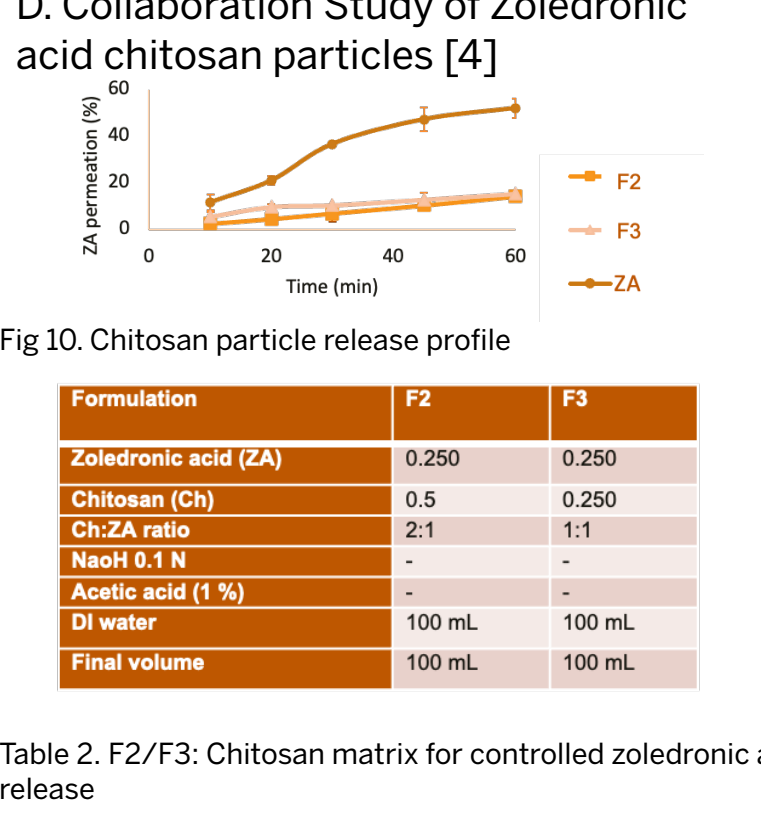 D. Collaboration Study of Zoledronic
acid chitosan particles [4]
60
40
20
0
ZA permeation (%)
0 20 40 60
Time (min)
F2
F3
ZA
Fig 10. Chitosan particle release profile
Formulation F2 F3
Zoledronic acid (ZA) 0.250 0.250
Chitosan (Ch) 0.5 0.250
Ch:ZA ratio 2:1 1:1
NaoH 0.1 N - -
Acetic acid (1 %) - -
DI water 100 mL 100 mL
Final volume 100 mL 100 mL
Table 2. F2/F3: Chitosan matrix for controlled zoledronic
release